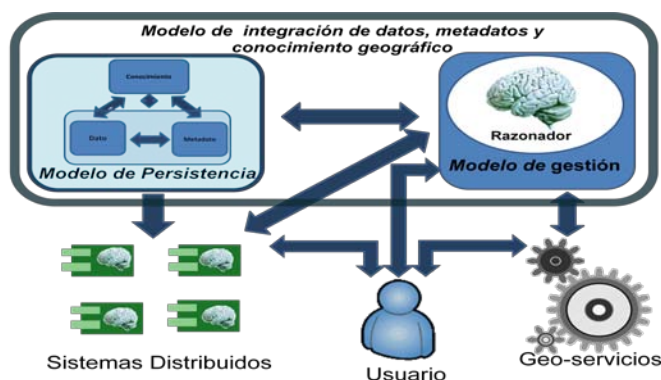 Modelo de integración de datos, metadatos y
conocimiento geográfico
Conocimiento
Dato
Metadato
Modelo de Persistencia
Razonador
Modelo de gestión
Sistemas Distribuidos
Usuario
Geo-servicios